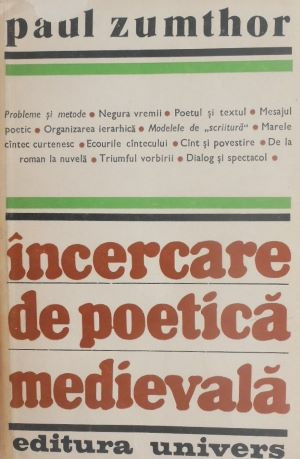 paul zumthor
Probleme și metode • Negura vremii • Poetul și textul • Mesajul
poetic • Organizarea ierarhică • Modelele de „scriitură” • Marele
cîntec curtenesc • Ecourile cîntecului • Cînt și povestire • De la
roman la nuvelă • Triumful vorbirii • Dialog și spectacol •
încercare
de poetică
medievală
editura univers